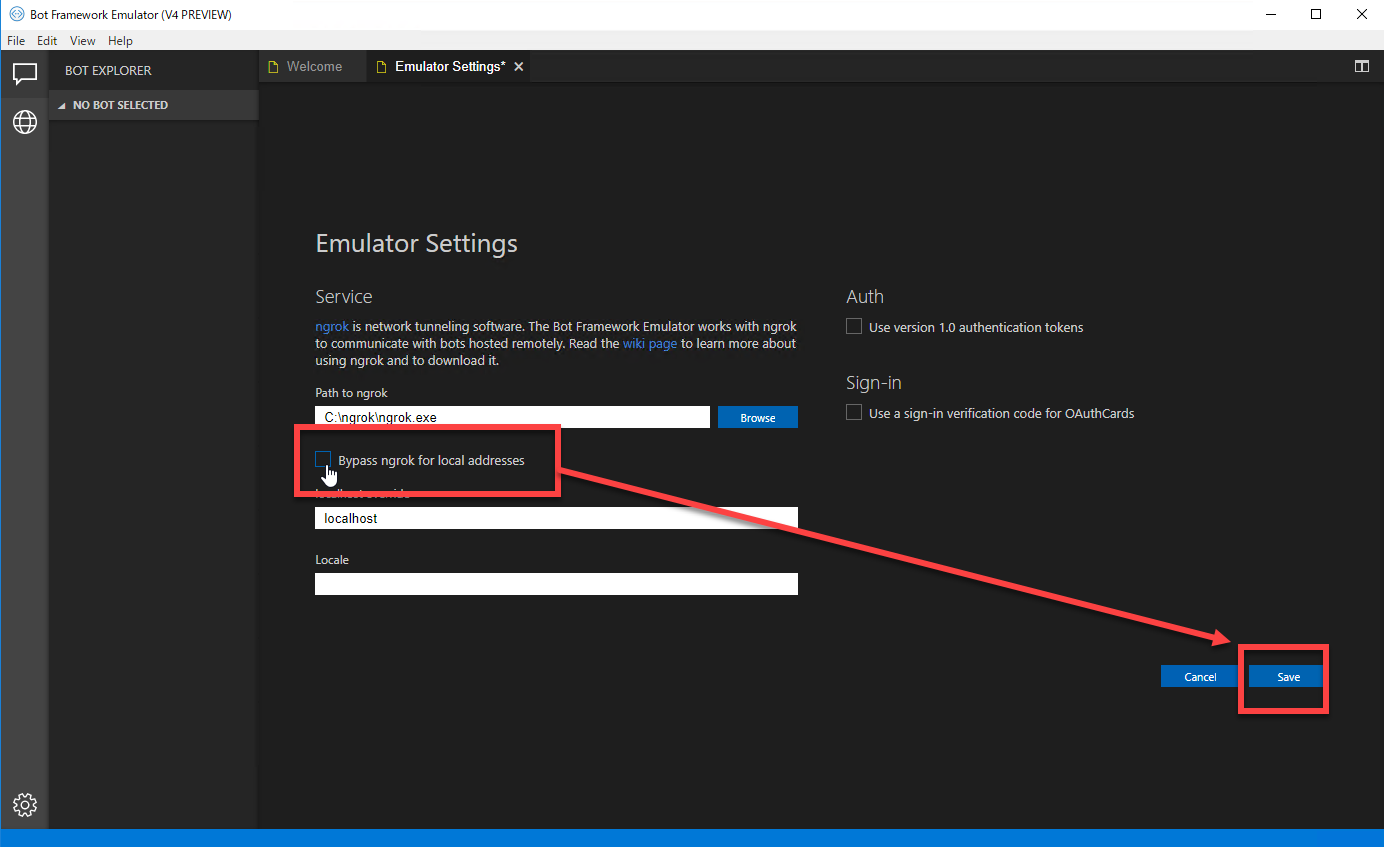 Bot Framework Emulator (V4 PREVIEW)
File Edit View Help
BOT EXPLORER
NO BOT SELECTED
Welcome
Emulator Settings*
Emulator Settings
Service
ngrok is network tunneling software. The Bot Framework Emulator works with ngrok
to communicate with bots hosted remotely. Read the wiki page to learn more about
using ngrok and to download it.
Path to ngrok
C:\ngrok\ngrok.exe
Browse
Bypass ngrok for local addresses
localhost override
localhost
Locale
Auth
Use version 1.0 authentication tokens
Sign-in
Use a sign-in verification code for OAuthCards
Cancel
Save